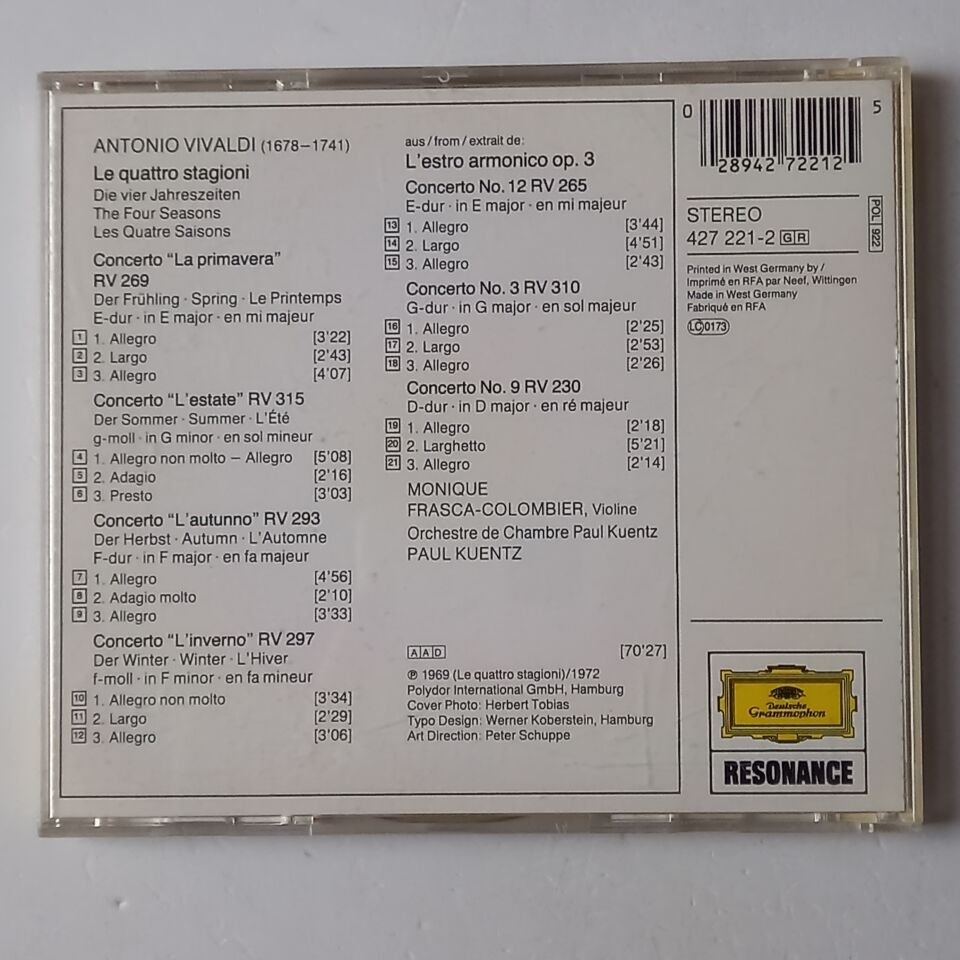 ANTONIO VIVALDI (1678–1741)
Le quattro stagioni
Die vier Jahreszeiten
The Four Seasons
Les Quatre Saisons
Concerto “La primavera”
RV 269
Der Frühling · Spring · Le Printemps
E-dur · in E major · en mi majeur
1 1. Allegro [3'22]
2 2. Largo [2'43]
3 3. Allegro [4'07]
Concerto “L'estate” RV 315
Der Sommer · Summer · L'Été
g-moll · in G minor · en sol mineur
4 1. Allegro non molto – Allegro [5'08]
5 2. Adagio [2'16]
6 3. Presto [3'03]
Concerto “L'autunno” RV 293
Der Herbst · Autumn · L'Automne
F-dur · in F major · en fa majeur
7 1. Allegro [4'56]
8 2. Adagio molto [2'10]
9 3. Allegro [3'33]
Concerto “L'inverno” RV 297
Der Winter · Winter · L'Hiver
f-moll · in F minor · en fa mineur
10 1. Allegro non molto [3'34]
11 2. Largo [2'29]
12 3. Allegro [3'06]
aus / from / extrait de:
L'estro armonico op. 3
Concerto No. 12 RV 265
E-dur · in E major · en mi majeur
13 1. Allegro [3'44]
14 2. Largo [4'51]
15 3. Allegro [2'43]
Concerto No. 3 RV 310
G-dur · in G major · en sol majeur
16 1. Allegro [2'25]
17 2. Largo [2'53]
18 3. Allegro [2'26]
Concerto No. 9 RV 230
D-dur · in D major · en ré majeur
19 1. Allegro [2'18]
20 2. Larghetto [5'21]
21 3. Allegro [2'14]
MONIQUE
FRASCA-COLOMBIER, Violine
Orchestre de Chambre Paul Kuentz
PAUL KUENTZ
AAD [70'27]
℗ 1969 (Le quattro stagioni)/1972
Polydor International GmbH, Hamburg
Cover Photo: Herbert Tobias
Typo Design: Werner Koberstein, Hamburg
Art Direction: Peter Schuppe
0 28942 72212 5
STEREO
427 221-2 GR
POL 922
Printed in West Germany by /
Imprimé en RFA par Neef, Wittingen
Made in West Germany
Fabriqué en RFA
LC 0173
Deutsche
Grammophon
RESONANCE